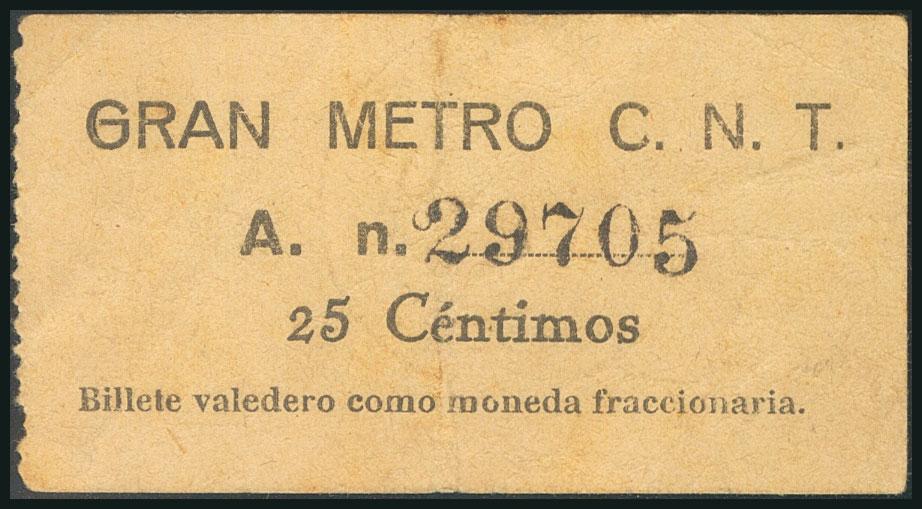 GRAN METRO C. N. T.
A. n. 29705
25 Céntimos
Billete valedero como moneda fraccionaria.